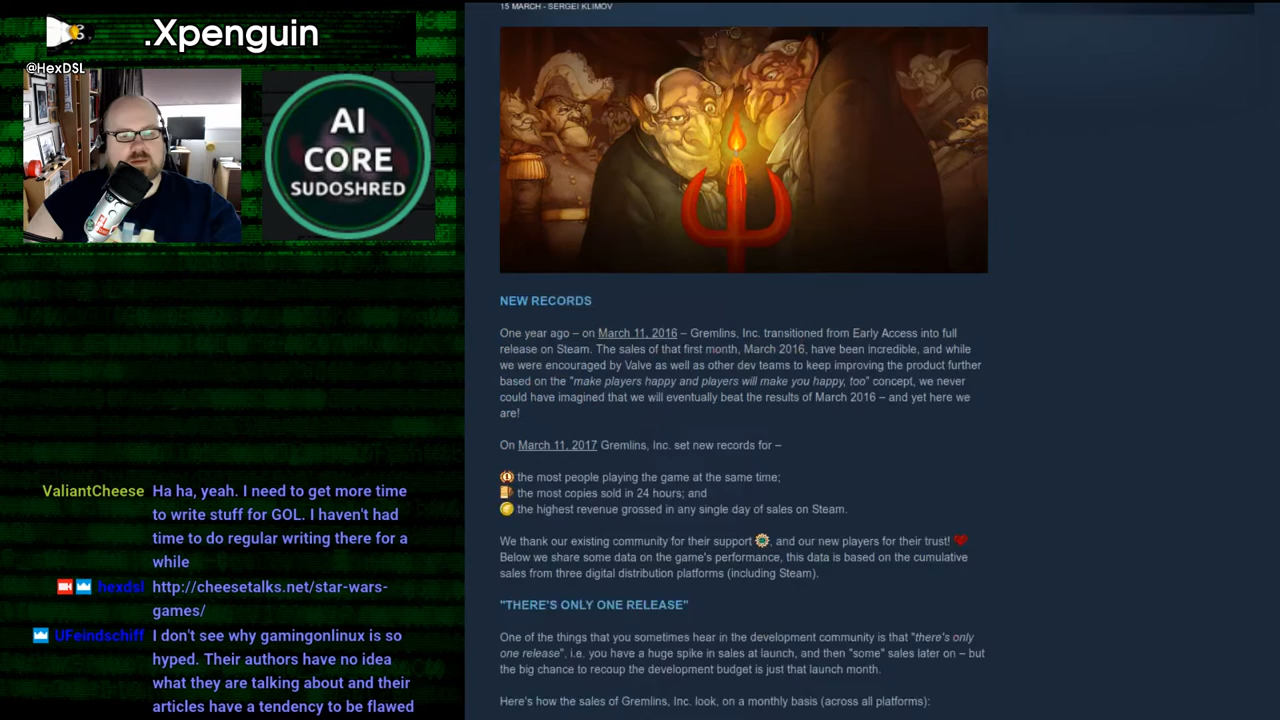 .Xpenguin
@HexDSL
AI
CORE
SUDOSHRED
ValiantCheese Ha ha, yeah. I need to get more time
to write stuff for GOL. I haven't had
time to do regular writing there for a
while
hexdsl http://cheesetalks.net/star-wars-
games/
UFeindschiff I don't see why gamingonlinux is so
hyped. Their authors have no idea
what they are talking about and their
articles have a tendency to be flawed
15 MARCH - SERGEI KLIMOV
NEW RECORDS
One year ago – on March 11, 2016 – Gremlins, Inc. transitioned from Early Access into full
release on Steam. The sales of that first month, March 2016, have been incredible, and while
we were encouraged by Valve as well as other dev teams to keep improving the product further
based on the "make players happy and players will make you happy, too" concept, we never
could have imagined that we will eventually beat the results of March 2016 – and yet here we
are!
On March 11, 2017 Gremlins, Inc. set new records for –
the most people playing the game at the same time;
the most copies sold in 24 hours; and
the highest revenue grossed in any single day of sales on Steam.
We thank our existing community for their support , and our new players for their trust!
Below we share some data on the game's performance, this data is based on the cumulative
sales from three digital distribution platforms (including Steam).
"THERE'S ONLY ONE RELEASE"
One of the things that you sometimes hear in the development community is that "there's only
one release", i.e. you have a huge spike in sales at launch, and then "some" sales later on – but
the big chance to recoup the development budget is just that launch month.
Here's how the sales of Gremlins, Inc. look, on a monthly basis (across all platforms):